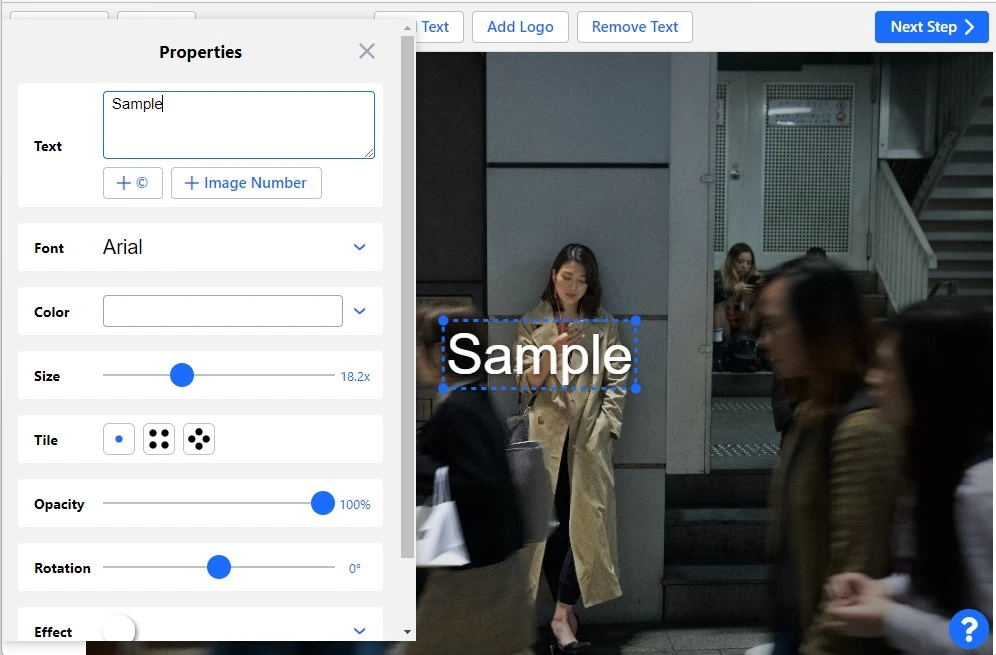 Text
Add Logo
Remove Text
Next Step
Properties
Text
Sample
©
Image Number
Font
Arial
Color
Size
18.2x
Tile
Opacity
100%
Rotation
0°
Effect
Sample
?